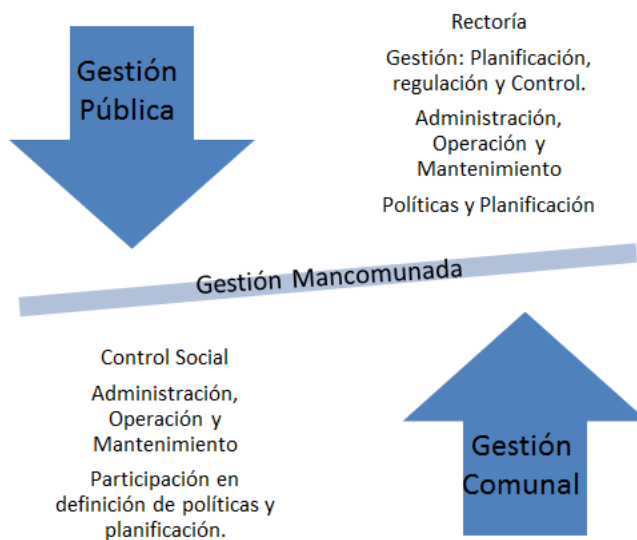 Gestión
Pública
Rectoría
Gestión: Planificación,
regulación y Control.
Administración,
Operación y
Mantenimiento
Políticas y Planificación
Gestión Mancomunada
Control Social
Administración,
Operación y
Mantenimiento
Participación en
definición de políticas y
planificación.
Gestión
Comunal